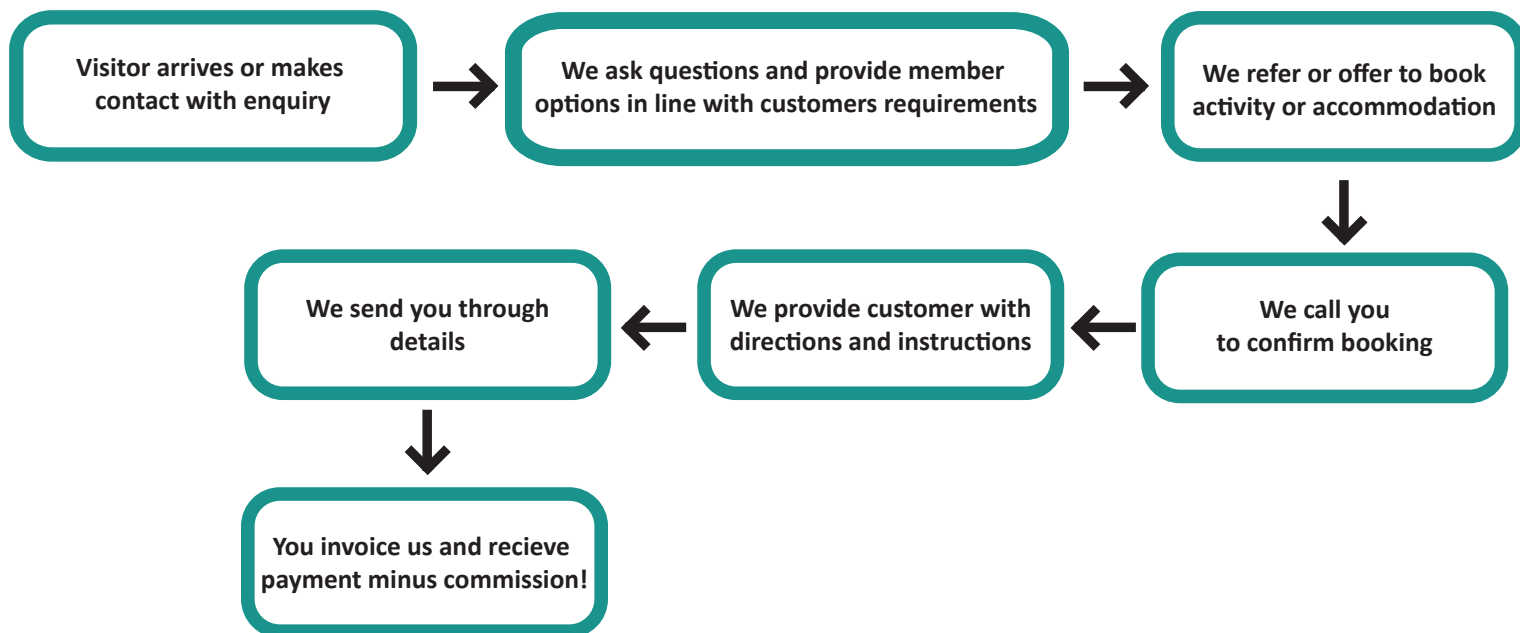 Visitor arrives or makes
contact with enquiry
We ask questions and provide member
options in line with customers requirements
We refer or offer to book
activity or accommodation
We call you
to confirm booking
We provide customer with
directions and instructions
We send you through
details
You invoice us and recieve
payment minus commission!